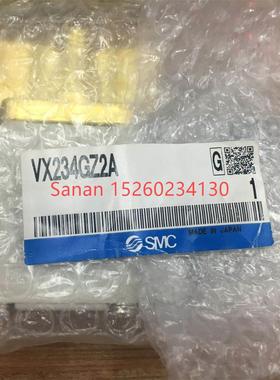 VX234GZ2A
G
Sanan 15260234130
1
SMC
MADE IN JAPAN